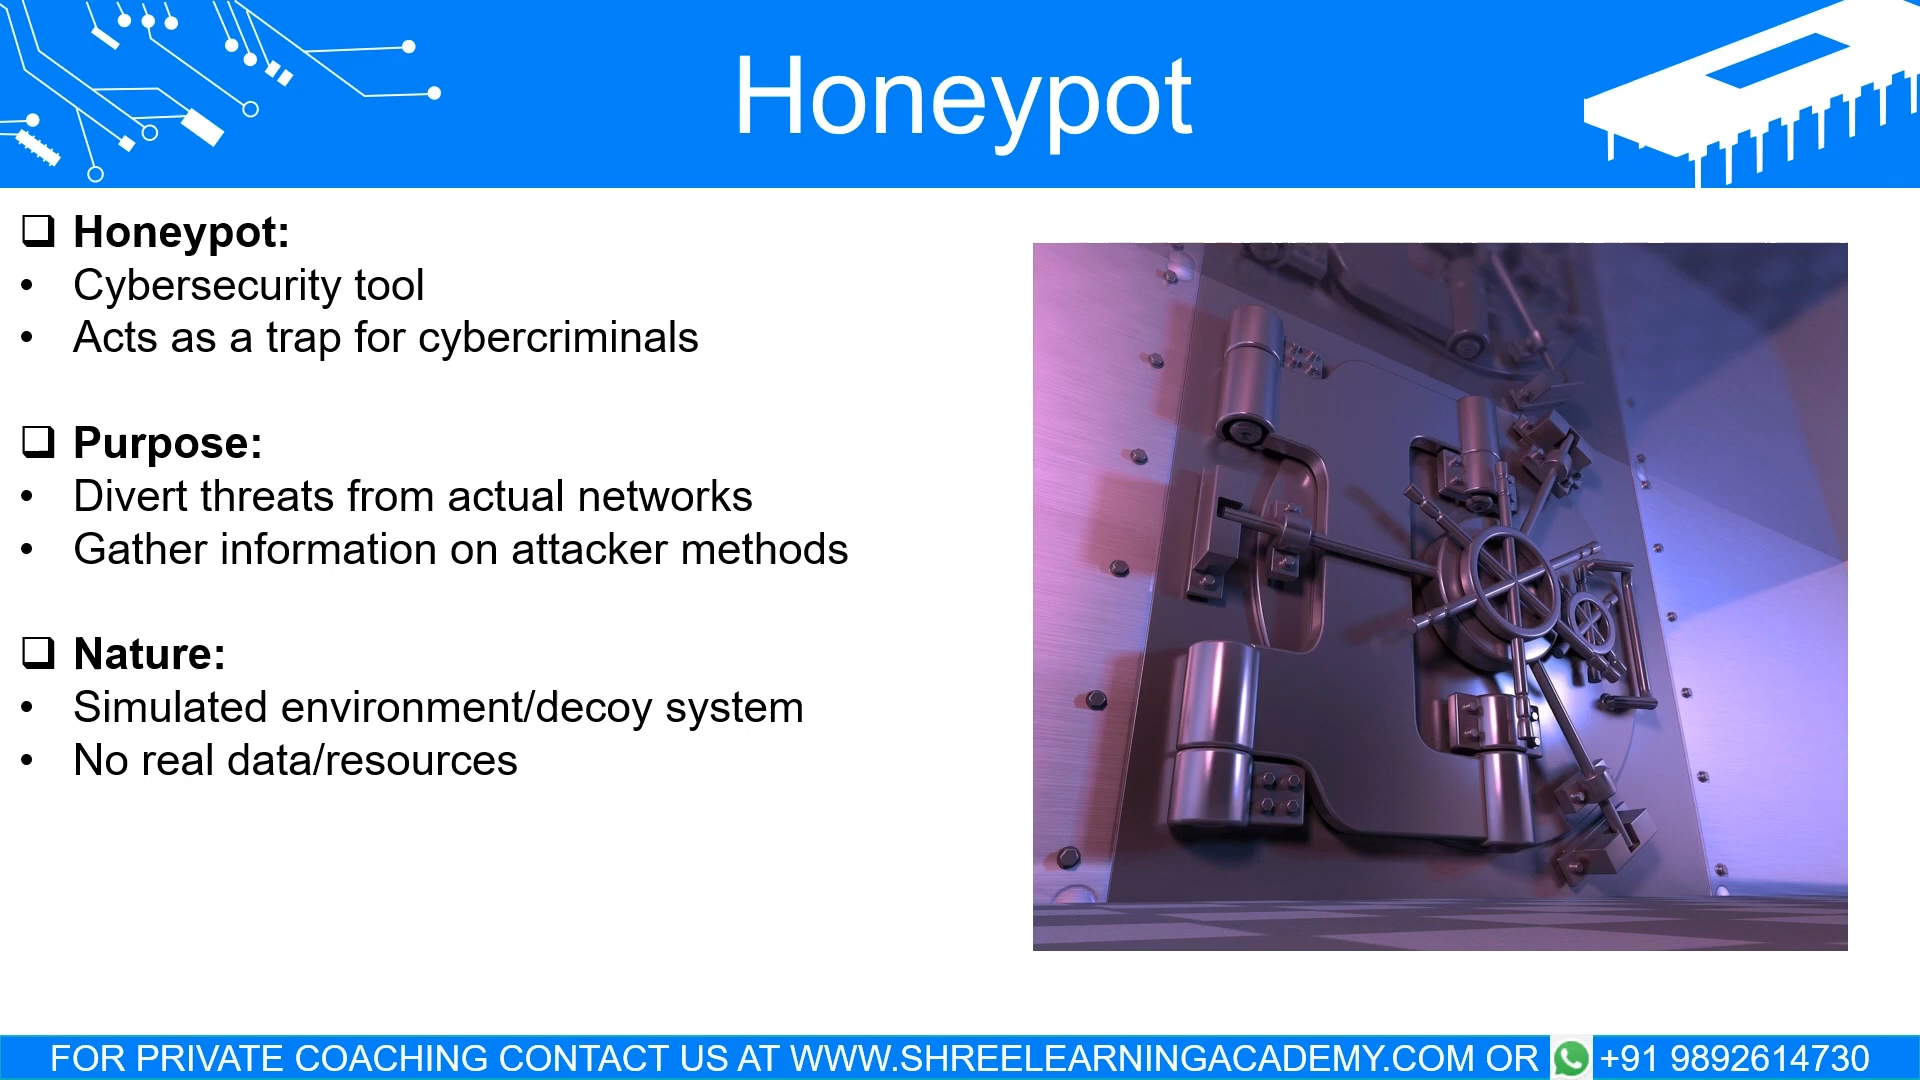 Honeypot
❑ Honeypot:
• Cybersecurity tool
• Acts as a trap for cybercriminals
❑ Purpose:
• Divert threats from actual networks
• Gather information on attacker methods
❑ Nature:
• Simulated environment/decoy system
• No real data/resources
FOR PRIVATE COACHING CONTACT US AT WWW.SHREELEARNINGACADEMY.COM OR +91 9892614730